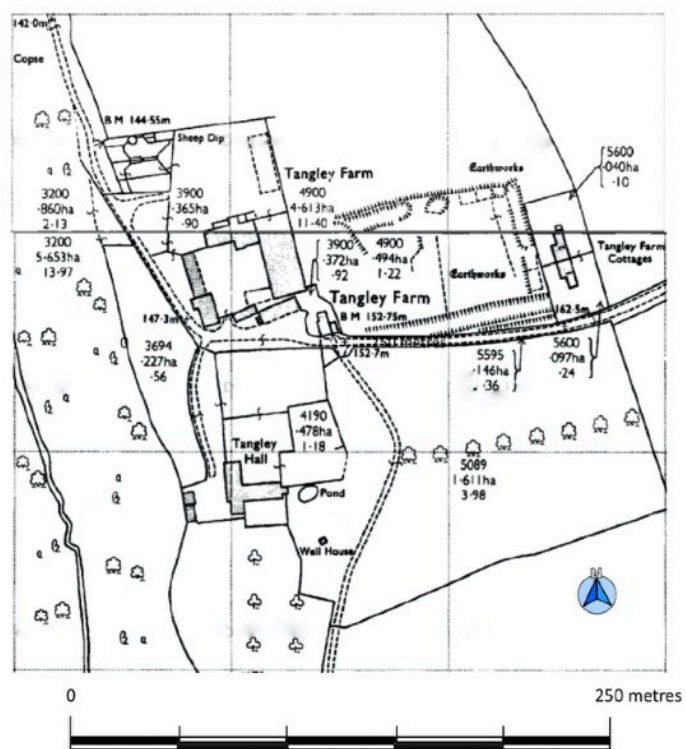 142.0m
Copse
B M 144.55m
Sheep Dip
Tangley Farm
3200
.860ha
2.13
3900
.365ha
.90
4900
4.613ha
11.40
Earthworks
5600
.040ha
.10
3200
5.653ha
13.97
3900
.372ha
.92
4900
.494ha
1.22
Earthworks
Tangley Farm
Cottages
Tangley Farm
B M 152.75m
162.5m
147.3m
152.7m
3694
.227ha
.56
5595
.146ha
.36
5600
.097ha
.24
4190
.478ha
1.18
Tangley
Hall
5089
1.611ha
3.98
Pond
Well House
N
0
250 metres